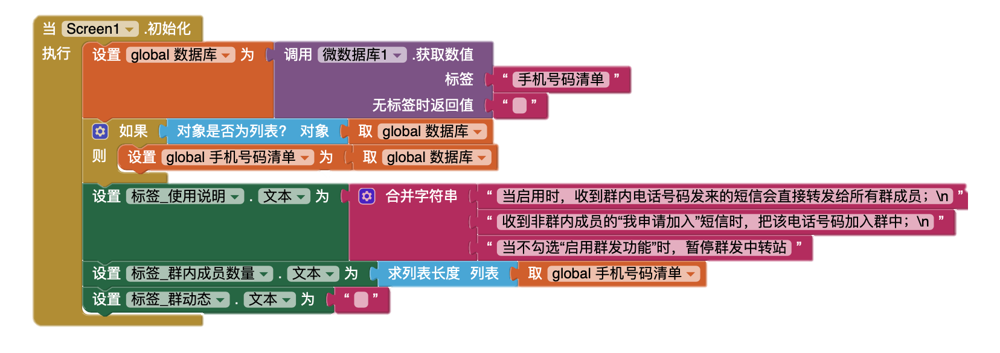 当 Screen1 .初始化
执行 设置 global 数据库 为 调用 微数据库1 .获取数值
标签 “ 手机号码清单 ”
无标签时返回值 “ ”
如果 对象是否为列表? 对象 取 global 数据库
则 设置 global 手机号码清单 为 取 global 数据库
设置 标签_使用说明 . 文本 为 合并字符串 “ 当启用时，收到群内电话号码发来的短信会直接转发给所有群成员；\n ”
“ 收到非群内成员的“我申请加入”短信时，把该电话号码加入群中；\n ”
“ 当不勾选“启用群发功能”时，暂停群发中转站 ”
设置 标签_群内成员数量 . 文本 为 求列表长度 列表 取 global 手机号码清单
设置 标签_群动态 . 文本 为 “ ”